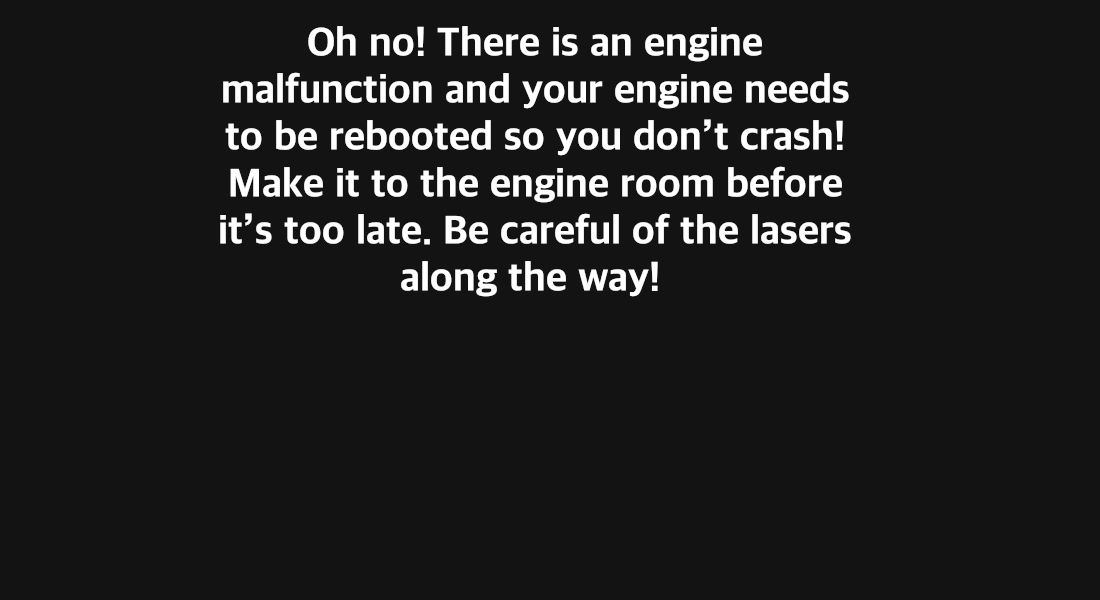 Oh no! There is an engine
malfunction and your engine needs
to be rebooted so you don’t crash!
Make it to the engine room before
it’s too late. Be careful of the lasers
along the way!